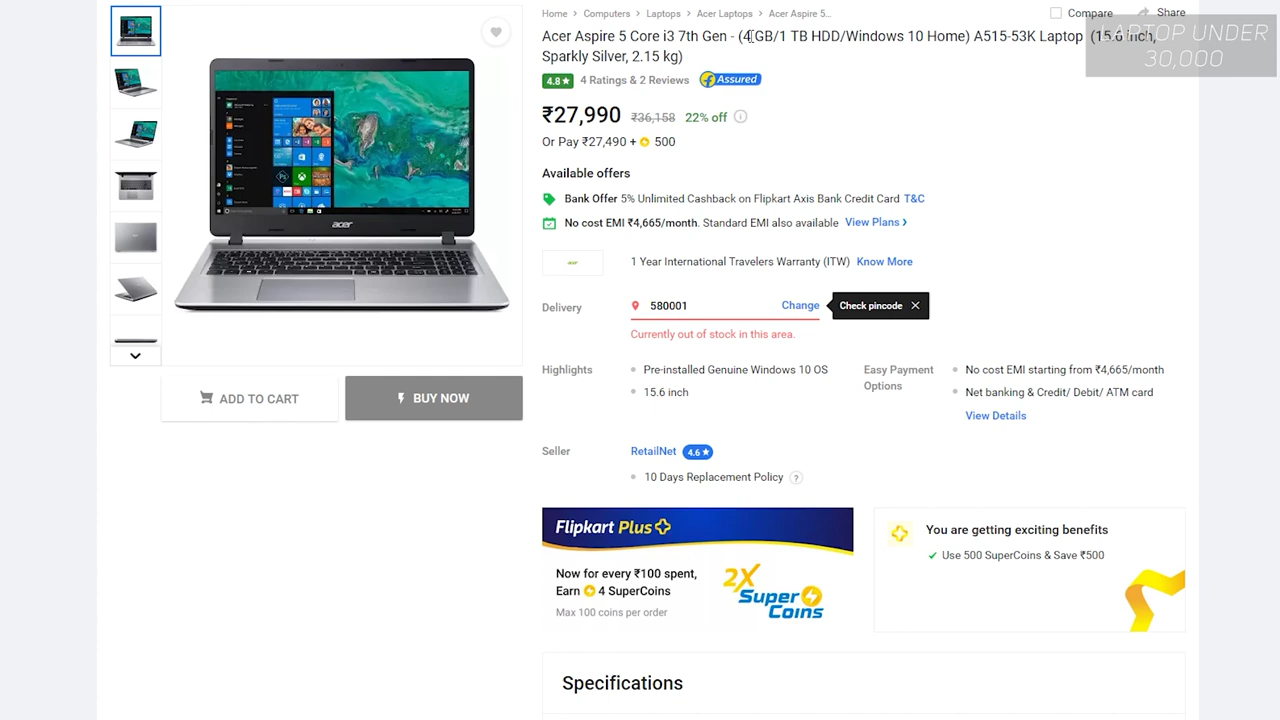 Home > Computers > Laptops > Acer Laptops > Acer Aspire 5...
Compare
Share
LAPTOP UNDER
30,000
Acer Aspire 5 Core i3 7th Gen - (4 GB/1 TB HDD/Windows 10 Home) A515-53K Laptop (15.6 inch,
Sparkly Silver, 2.15 kg)
4.8 ★ 4 Ratings & 2 Reviews Assured
₹27,990 ₹36,158 22% off
Or Pay ₹27,490 + 500
Available offers
Bank Offer 5% Unlimited Cashback on Flipkart Axis Bank Credit Card T&C
No cost EMI ₹4,665/month. Standard EMI also available View Plans >
acer
1 Year International Travelers Warranty (ITW) Know More
Delivery
580001 Change
Check pincode ×
Currently out of stock in this area.
Highlights
• Pre-installed Genuine Windows 10 OS
• 15.6 inch
Easy Payment
Options
• No cost EMI starting from ₹4,665/month
• Net banking & Credit/ Debit/ ATM card
View Details
ADD TO CART
BUY NOW
Seller
RetailNet 4.6 ★
• 10 Days Replacement Policy ?
Flipkart Plus
Now for every ₹100 spent,
Earn 4 SuperCoins
Max 100 coins per order
2X
Super
Coins
You are getting exciting benefits
✔ Use 500 SuperCoins & Save ₹500
Specifications